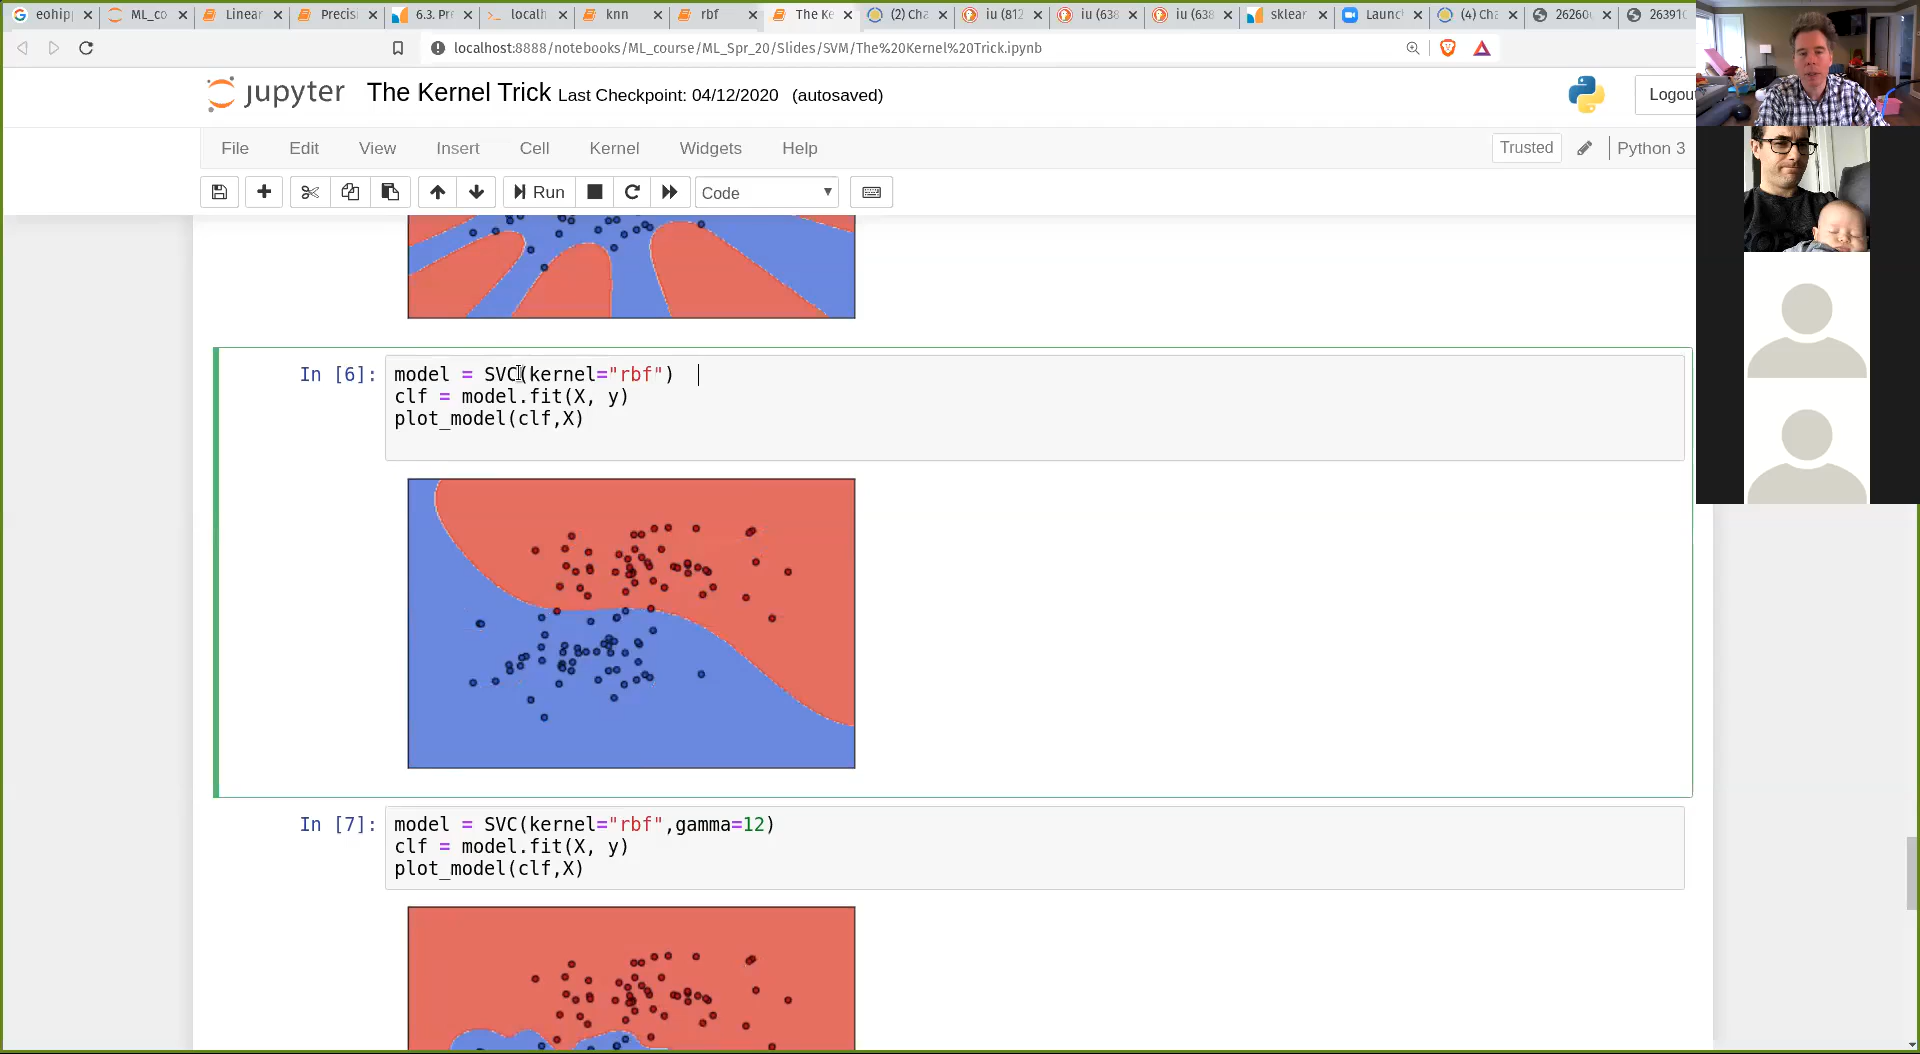 eohip ML_co Linear Precis 6.3. Pr localh knn rbf The Ke (2) Cha iu (812 iu (638 iu (638 sklear Launc (4) Cha 26260 26391
localhost:8888/notebooks/ML_course/ML_Spr_20/Slides/SVM/The%20Kernel%20Trick.ipynb
jupyter The Kernel Trick Last Checkpoint: 04/12/2020 (autosaved) Logou
File Edit View Insert Cell Kernel Widgets Help Trusted Python 3
Run Code
In [6]: model = SVC(kernel="rbf")
clf = model.fit(X, y)
plot_model(clf,X)
In [7]: model = SVC(kernel="rbf",gamma=12)
clf = model.fit(X, y)
plot_model(clf,X)